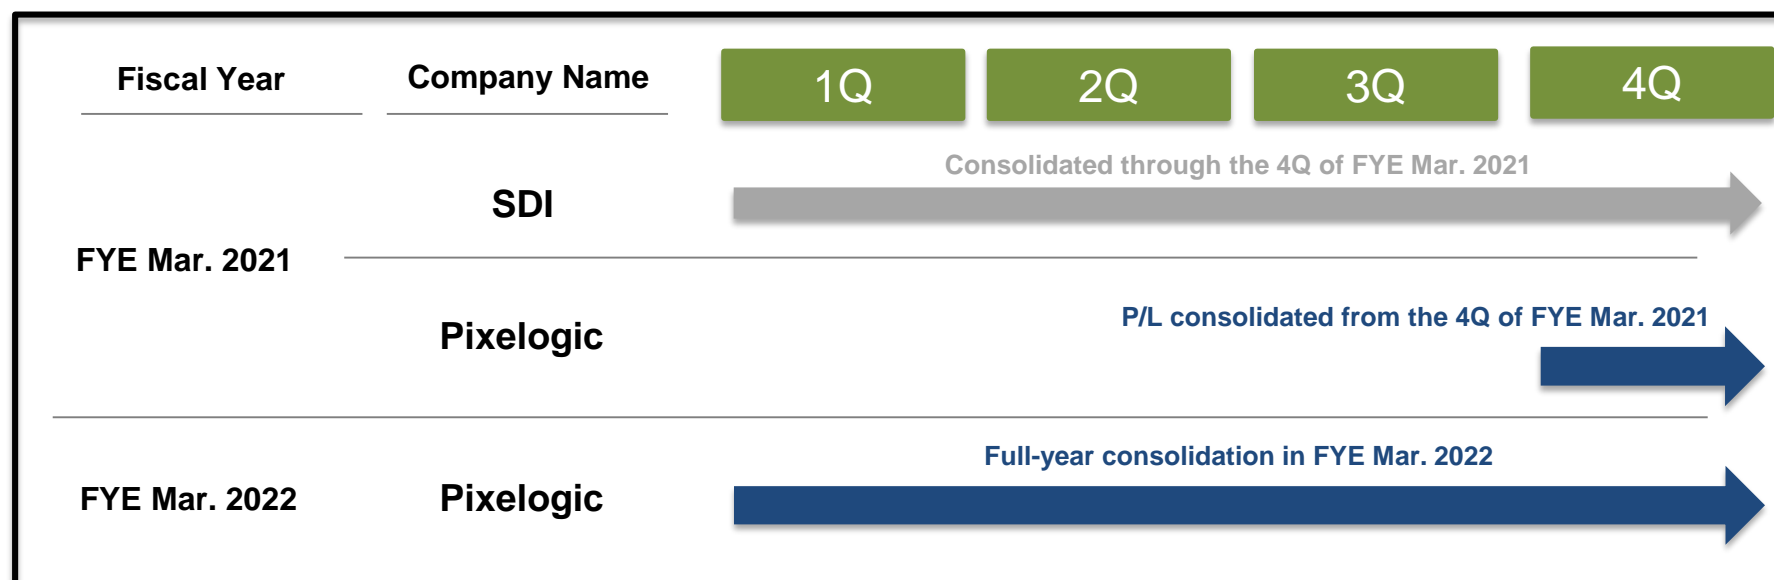 Fiscal Year
Company Name
1Q
2Q
3Q
4Q
Consolidated through the 4Q of FYE Mar. 2021
SDI
FYE Mar. 2021
P/L consolidated from the 4Q of FYE Mar. 2021
Pixelogic
Full-year consolidation in FYE Mar. 2022
FYE Mar. 2022
Pixelogic